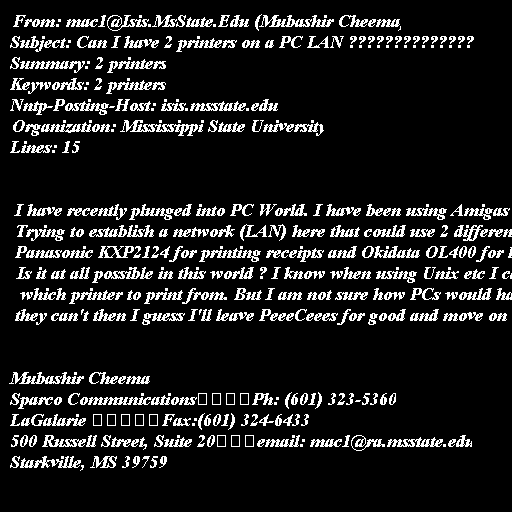 From: mac1@Isis.MsState.Edu (Mubashir Cheema)
Subject: Can I have 2 printers on a PC LAN ??????????????
Summary: 2 printers
Keywords: 2 printers
Nntp-Posting-Host: isis.msstate.edu
Organization: Mississippi State University
Lines: 15
I have recently plunged into PC World. I have been using Amigas
Trying to establish a network (LAN) here that could use 2 differen
Panasonic KXP2124 for printing receipts and Okidata OL400 for
Is it at all possible in this world ? I know when using Unix etc I c
which printer to print from. But I am not sure how PCs would ha
they can't then I guess I'll leave PeeeCeees for good and move on
Mubashir Cheema
Sparco Communications Ph: (601) 323-5360
LaGalarie Fax:(601) 324-6433
500 Russell Street, Suite 20 email: mac1@ra.msstate.edu
Starkville, MS 39759